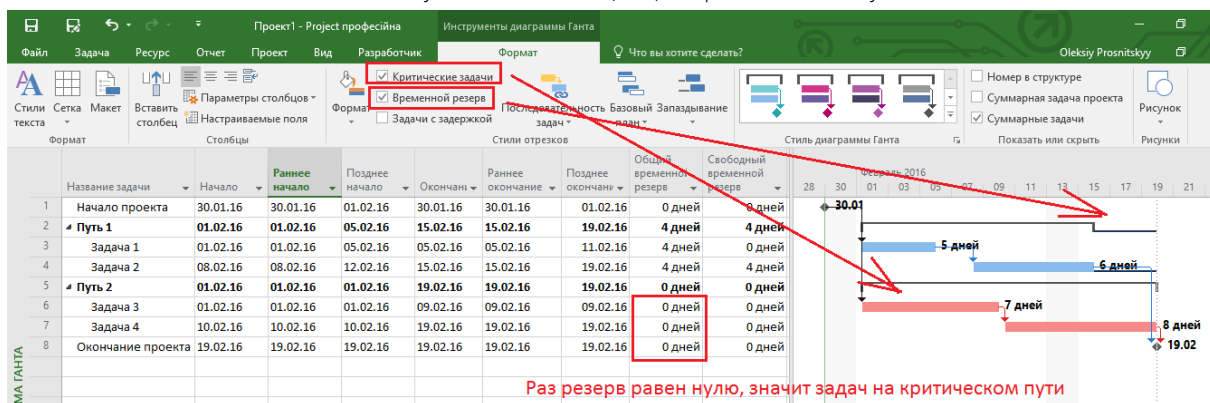 Проект1 - Project професійна
Инструменты диаграммы Ганта
Файл Задача Ресурс Отчет Проект Вид Разработчик Формат Что вы хотите сделать? Oleksiy Prosnitskyy
Стили текста
Сетка
Макет
Формат
Вставить столбец
Параметры столбцов
Настраиваемые поля
Столбцы
Формат
Критические задачи
Временной резерв
Задачи с задержкой
Последовательность задач
Базовый план
Запаздывание
Стили отрезков
Стиль диаграммы Ганта
Номер в структуре
Суммарная задача проекта
Суммарные задачи
Показать или скрыть
Рисунок
Рисунки
Название задачи Начало Раннее начало Позднее начало Окончани Раннее окончание Позднее окончани Общий временной резерв Свободный временной резерв
Февраль 2016
28 30 01 03 05 07 09 11 13 15 17 19 21
1 Начало проекта 30.01.16 30.01.16 01.02.16 30.01.16 30.01.16 01.02.16 0 дней 0 дней 30.01
2 Путь 1 01.02.16 01.02.16 05.02.16 15.02.16 15.02.16 19.02.16 4 дней 4 дней
3 Задача 1 01.02.16 01.02.16 05.02.16 05.02.16 05.02.16 11.02.16 4 дней 0 дней 5 дней
4 Задача 2 08.02.16 08.02.16 12.02.16 15.02.16 15.02.16 19.02.16 4 дней 4 дней 6 дней
5 Путь 2 01.02.16 01.02.16 01.02.16 19.02.16 19.02.16 19.02.16 0 дней 0 дней
6 Задача 3 01.02.16 01.02.16 01.02.16 09.02.16 09.02.16 09.02.16 0 дней 0 дней 7 дней
7 Задача 4 10.02.16 10.02.16 10.02.16 19.02.16 19.02.16 19.02.16 0 дней 0 дней 8 дней
8 Окончание проекта 19.02.16 19.02.16 19.02.16 19.02.16 19.02.16 19.02.16 0 дней 0 дней 19.02
Раз резерв равен нулю, значит задач на критическом пути
МА ГАНТА